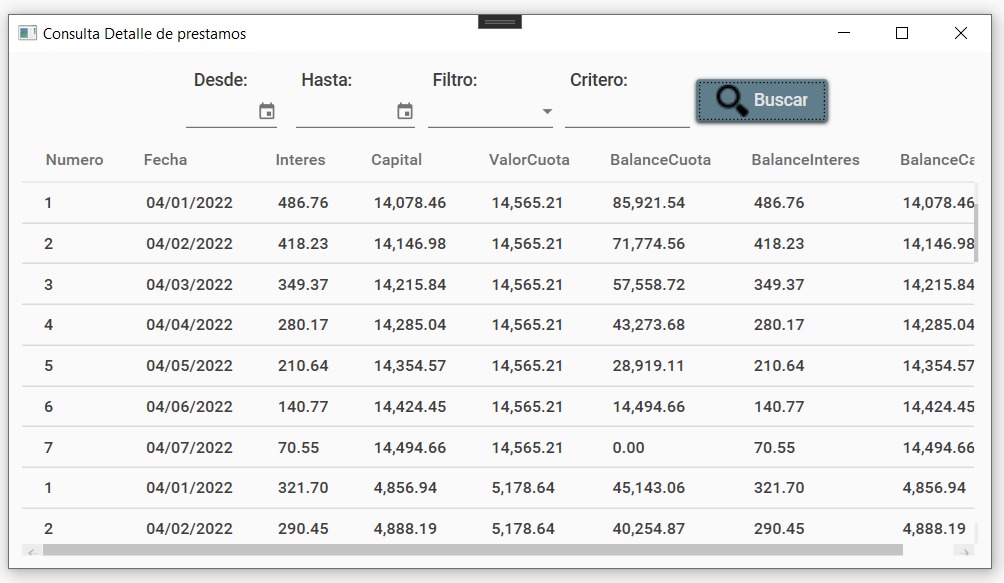 Consulta Detalle de prestamos
Desde: Hasta: Filtro: Critero:
Buscar
Numero Fecha Interes Capital ValorCuota BalanceCuota BalanceInteres BalanceCa
1 04/01/2022 486.76 14,078.46 14,565.21 85,921.54 486.76 14,078.46
2 04/02/2022 418.23 14,146.98 14,565.21 71,774.56 418.23 14,146.98
3 04/03/2022 349.37 14,215.84 14,565.21 57,558.72 349.37 14,215.84
4 04/04/2022 280.17 14,285.04 14,565.21 43,273.68 280.17 14,285.04
5 04/05/2022 210.64 14,354.57 14,565.21 28,919.11 210.64 14,354.57
6 04/06/2022 140.77 14,424.45 14,565.21 14,494.66 140.77 14,424.45
7 04/07/2022 70.55 14,494.66 14,565.21 0.00 70.55 14,494.66
1 04/01/2022 321.70 4,856.94 5,178.64 45,143.06 321.70 4,856.94
2 04/02/2022 290.45 4,888.19 5,178.64 40,254.87 290.45 4,888.19